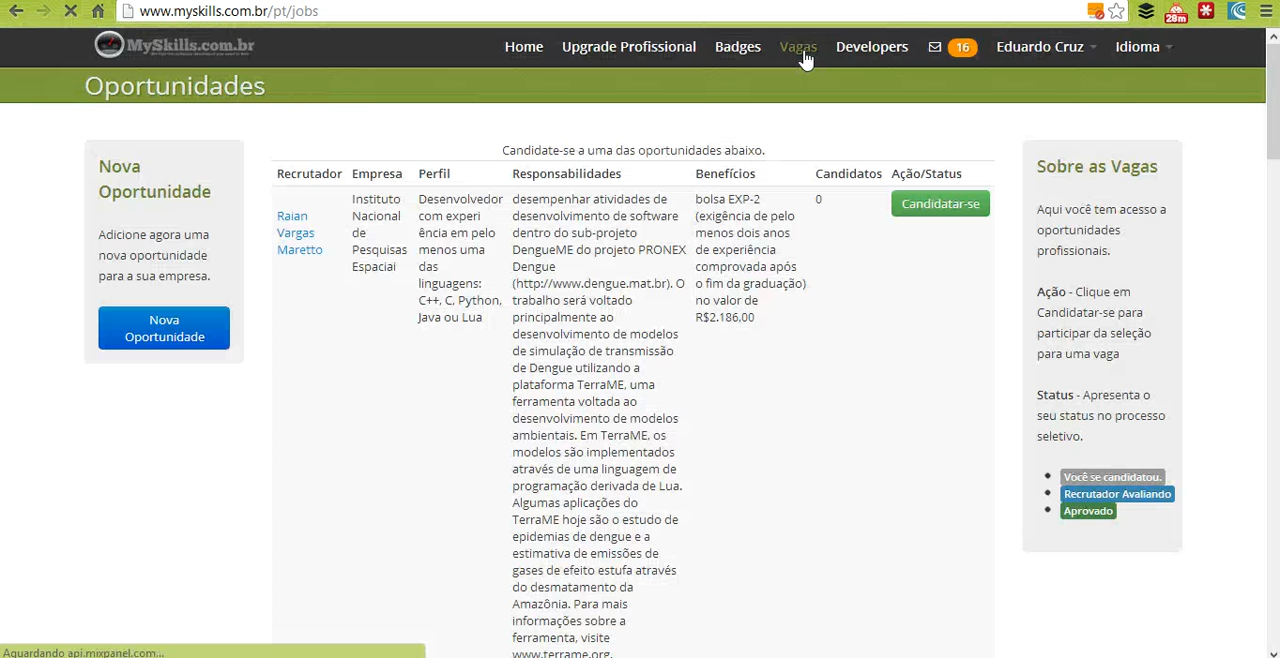 www.myskills.com.br/pt/jobs
28m
MySkills.com.br
Home
Upgrade Profissional
Badges
Vagas
Developers
16
Eduardo Cruz
Idioma
Oportunidades
Nova
Oportunidade
Adicione agora uma
nova oportunidade
para a sua empresa.
Nova
Oportunidade
Candidate-se a uma das oportunidades abaixo.
Recrutador
Empresa
Perfil
Responsabilidades
Benefícios
Candidatos
Ação/Status
Raian
Vargas
Maretto
Instituto
Nacional
de
Pesquisas
Espaciai
Desenvolvedor
com experi
ência em pelo
menos uma
das
linguagens:
C++, C, Python,
Java ou Lua
desempenhar atividades de
desenvolvimento de software
dentro do sub-projeto
DengueME do projeto PRONEX
Dengue
(http://www.dengue.mat.br). O
trabalho será voltado
principalmente ao
desenvolvimento de modelos
de simulação de transmissão
de Dengue utilizando a
plataforma TerraME, uma
ferramenta voltada ao
desenvolvimento de modelos
ambientais. Em TerraME, os
modelos são implementados
através de uma linguagem de
programação derivada de Lua.
Algumas aplicações do
TerraME hoje são o estudo de
epidemias de dengue e a
estimativa de emissões de
gases de efeito estufa através
do desmatamento da
Amazônia. Para mais
informações sobre a
ferramenta, visite
www.terrame.org.
bolsa EXP-2
(exigência de pelo
menos dois anos
de experiência
comprovada após
o fim da graduação)
no valor de
R$2.186,00
0
Candidatar-se
Sobre as Vagas
Aqui você tem acesso a
oportunidades
profissionais.
Ação - Clique em
Candidatar-se para
participar da seleção
para uma vaga
Status - Apresenta o
seu status no processo
seletivo.
Você se candidatou.
Recrutador Avaliando
Aprovado
Aguardando api.mixpanel.com...